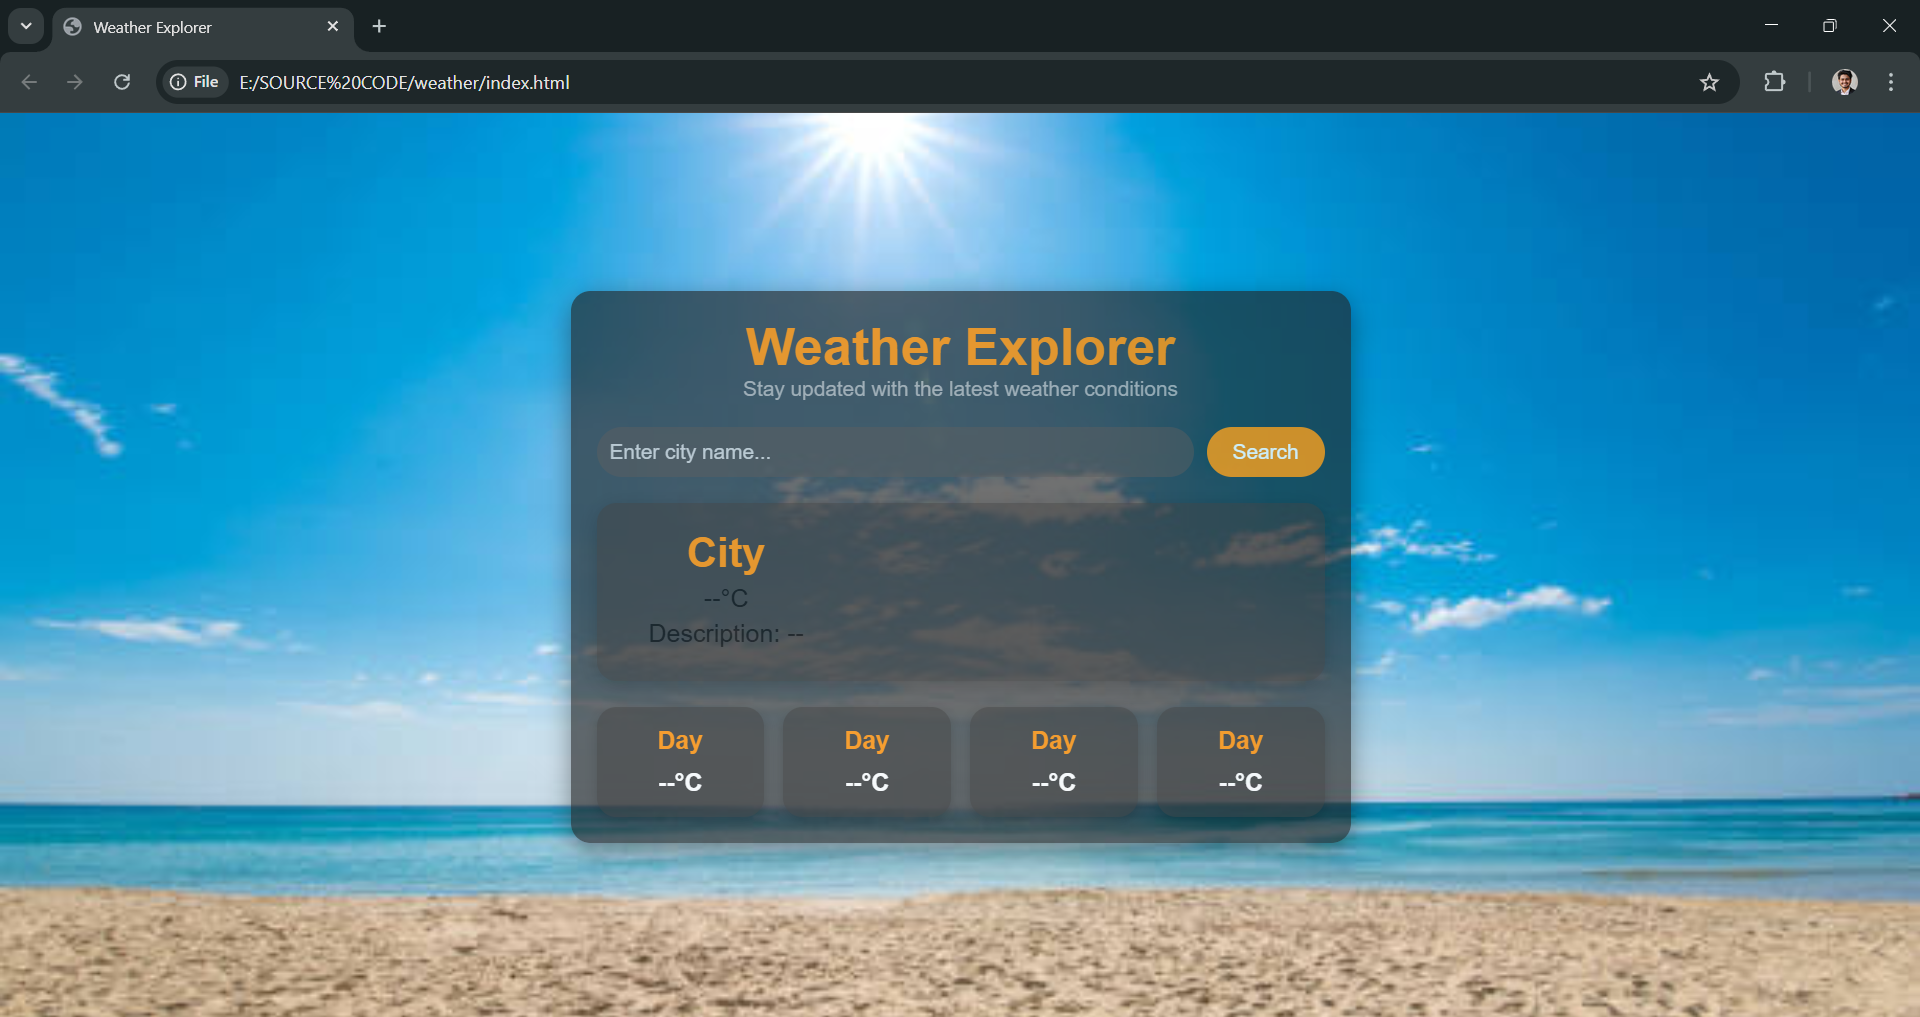 Weather Explorer
File E:/SOURCE%20CODE/weather/index.html
Weather Explorer
Stay updated with the latest weather conditions
Enter city name... Search
City
--°C
Description: --
Day Day Day Day
--°C --°C --°C --°C